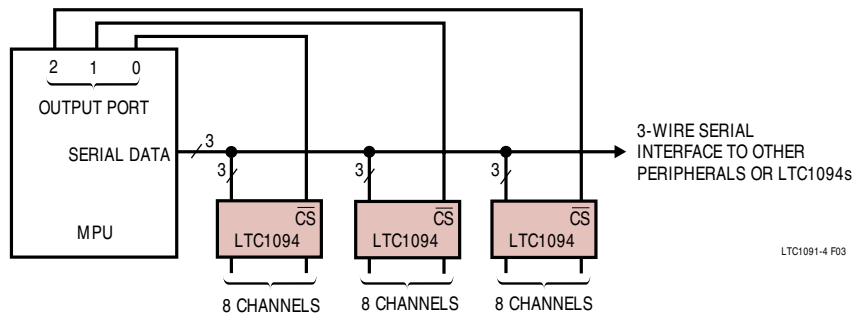 2 1 0
OUTPUT PORT
SERIAL DATA
3
3-WIRE SERIAL
INTERFACE TO OTHER
PERIPHERALS OR LTC1094s
3
3
3
MPU
CS
LTC1094
CS
LTC1094
CS
LTC1094
LTC1091-4 F03
8 CHANNELS
8 CHANNELS
8 CHANNELS